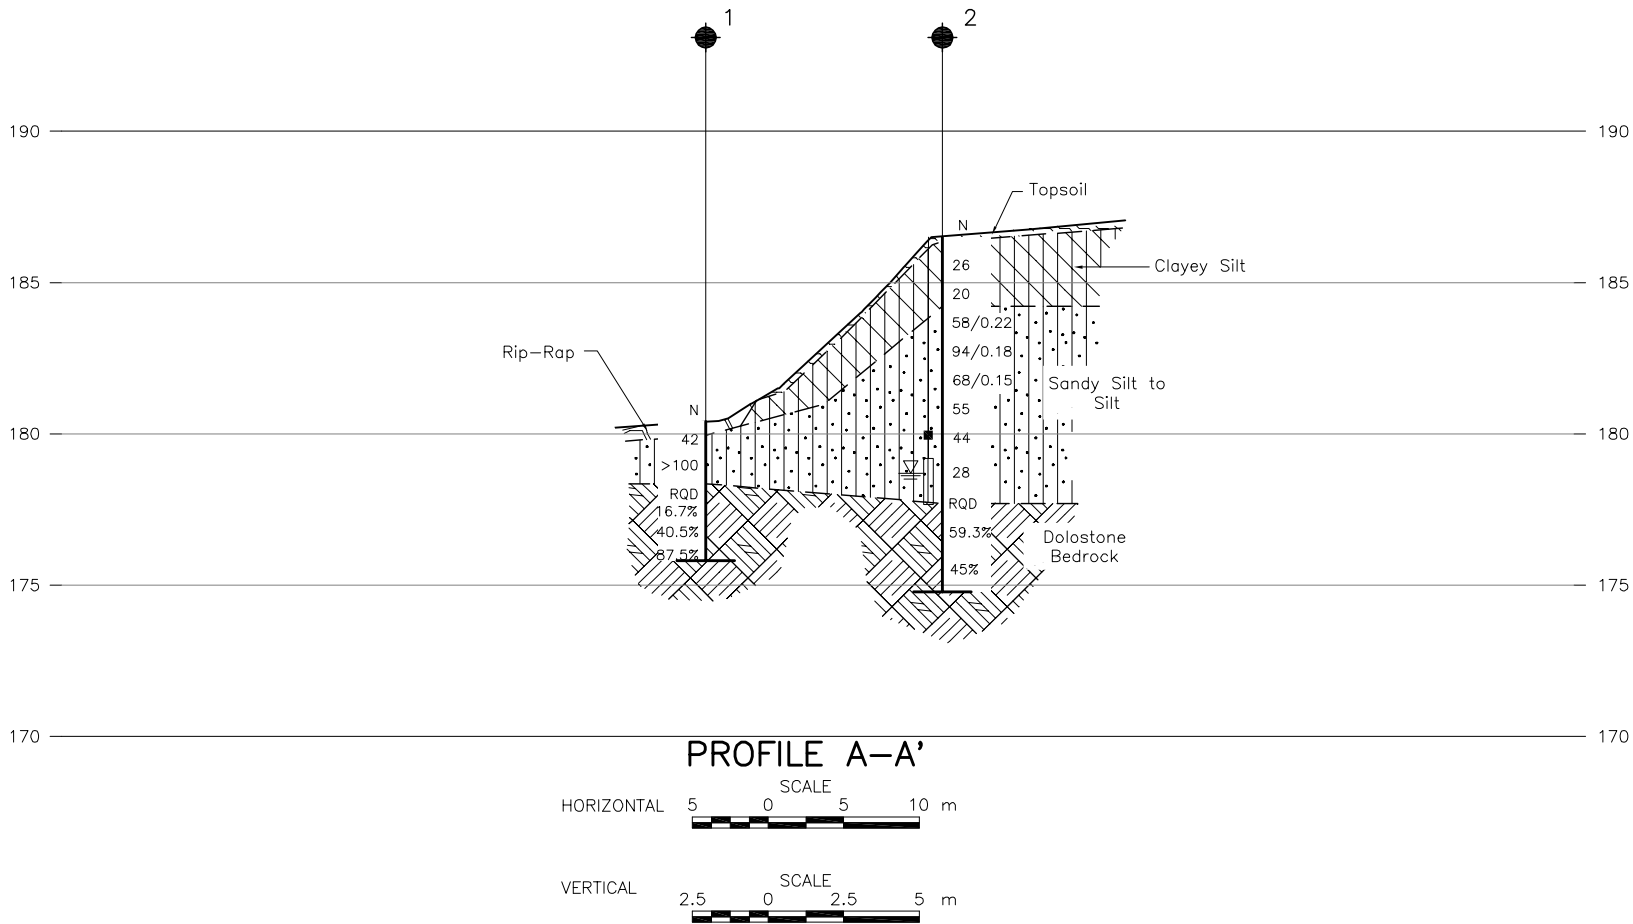 1
2
190
190
Topsoil
N
26
Clayey Silt
185
185
20
58/0.22
Rip-Rap
94/0.18
68/0.15
Sandy Silt to
Silt
N
55
180
42
44
180
>100
28
RQD
RQD
16.7%
40.5%
59.3%
Dolostone
Bedrock
87.5%
45%
175
175
170
170
PROFILE A-A'
SCALE
HORIZONTAL 5 0 5 10 m
SCALE
VERTICAL
2.5 0 2.5 5 m